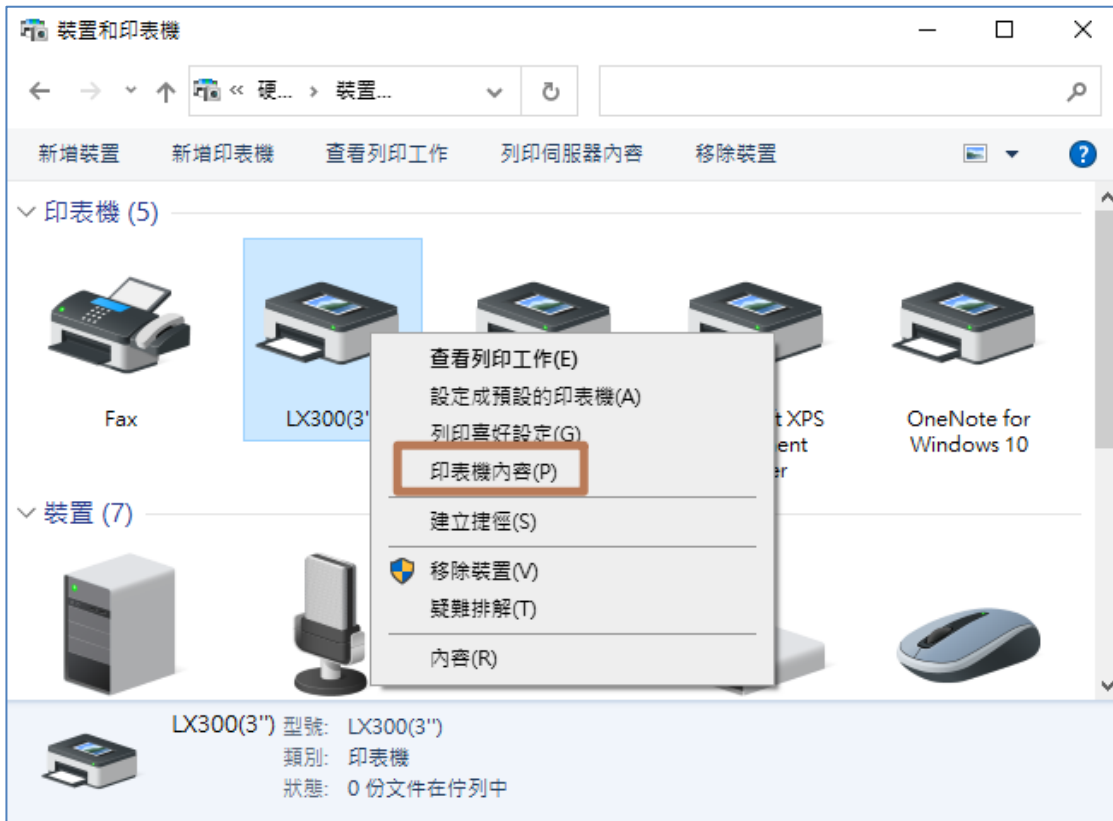 裝置和印表機
« 硬... › 裝置...
新增裝置 新增印表機 查看列印工作 列印伺服器內容 移除裝置
印表機 (5)
查看列印工作(E)
設定成預設的印表機(A)
列印喜好設定(G)
印表機內容(P)
建立捷徑(S)
移除裝置(V)
疑難排解(T)
內容(R)
Fax
LX300(3'
t XPS
ent
er
OneNote for
Windows 10
裝置 (7)
LX300(3'') 型號: LX300(3'')
類別: 印表機
狀態: 0 份文件在佇列中